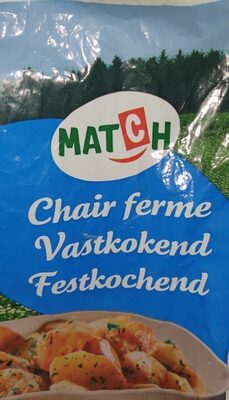 MATCH
Chair ferme
Vastkokend
Festkochend